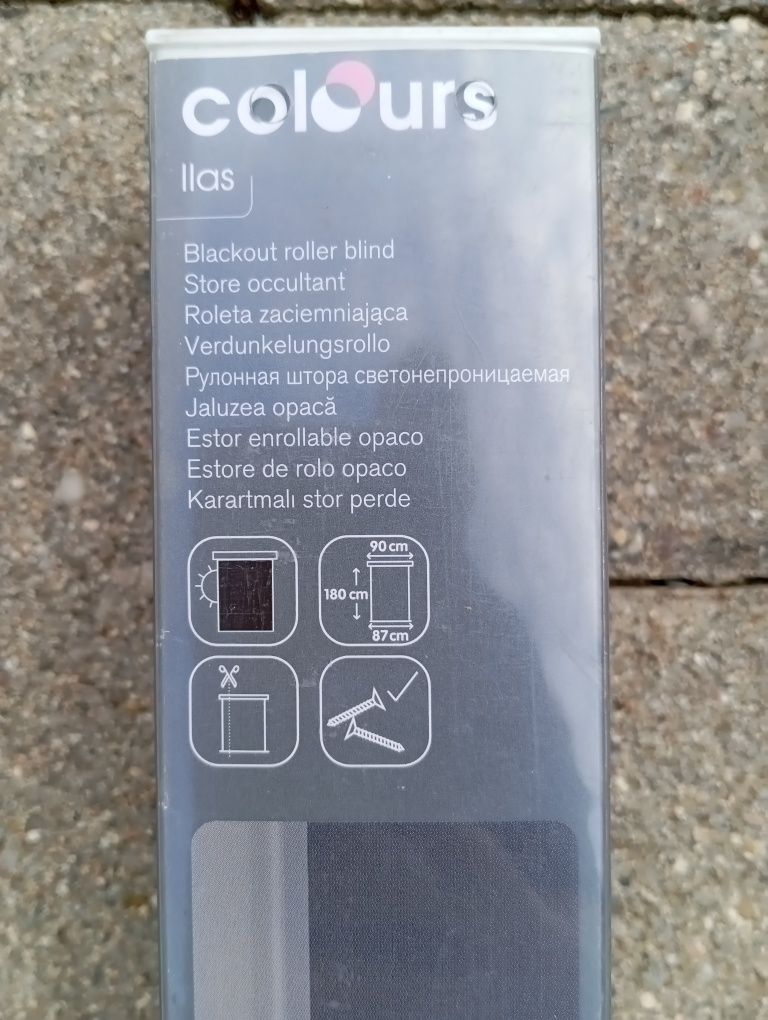 colours
Ilas
Blackout roller blind
Store occultant
Roleta zaciemniająca
Verdunkelungsrollo
Рулонная штора светонепроницаемая
Jaluzea opacă
Estor enrollable opaco
Estore de rolo opaco
Karartmalı stor perde
90 cm
180 cm
87 cm